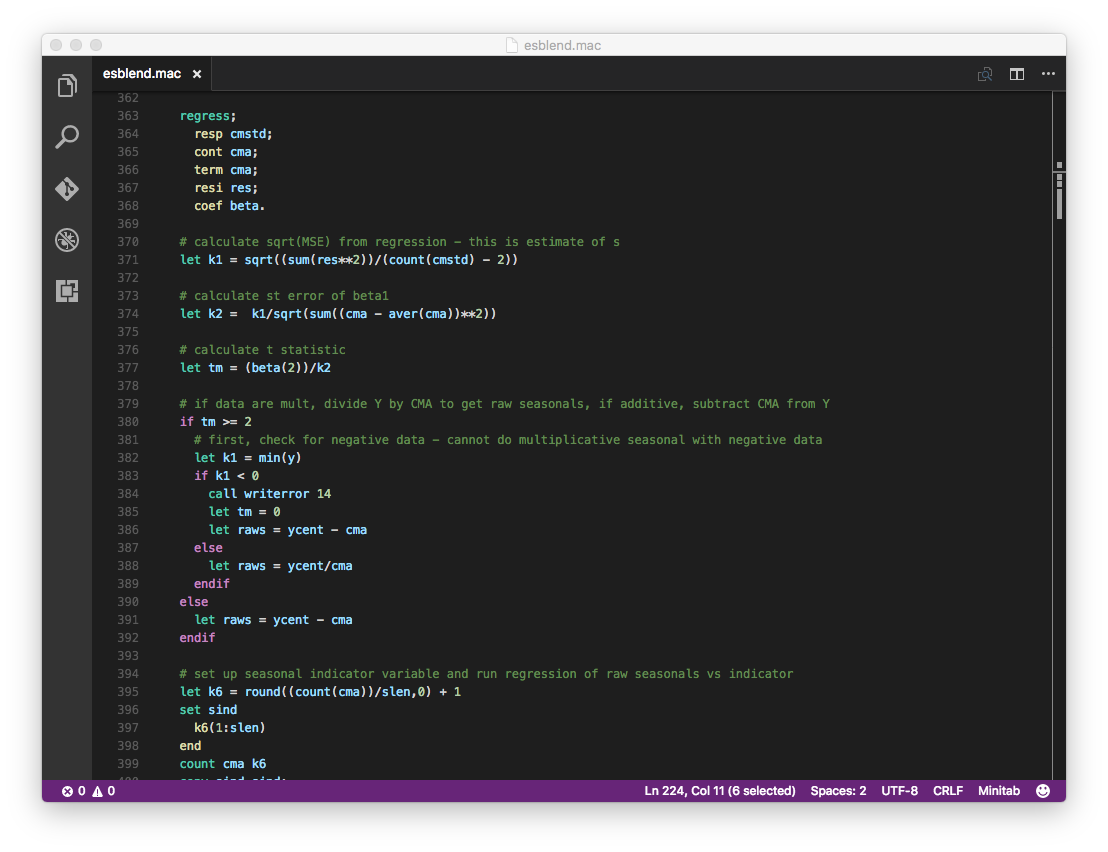 esblend.mac
esblend.mac ×
362
363 regress;
364 resp cmstd;
365 cont cma;
366 term cma;
367 resi res;
368 coef beta.
369
370 # calculate sqrt(MSE) from regression - this is estimate of s
371 let k1 = sqrt((sum(res**2))/(count(cmstd) - 2))
372
373 # calculate st error of beta1
374 let k2 =  k1/sqrt(sum((cma - aver(cma))**2))
375
376 # calculate t statistic
377 let tm = (beta(2))/k2
378
379 # if data are mult, divide Y by CMA to get raw seasonals, if additive, subtract CMA from Y
380 if tm >= 2
381 # first, check for negative data - cannot do multiplicative seasonal with negative data
382 let k1 = min(y)
383 if k1 < 0
384 call writerror 14
385 let tm = 0
386 let raws = ycent - cma
387 else
388 let raws = ycent/cma
389 endif
390 else
391 let raws = ycent - cma
392 endif
393
394 # set up seasonal indicator variable and run regression of raw seasonals vs indicator
395 let k6 = round((count(cma))/slen,0) + 1
396 set sind
397 k6(1:slen)
398 end
399 count cma k6
0 0 Ln 224, Col 11 (6 selected) Spaces: 2 UTF-8 CRLF Minitab